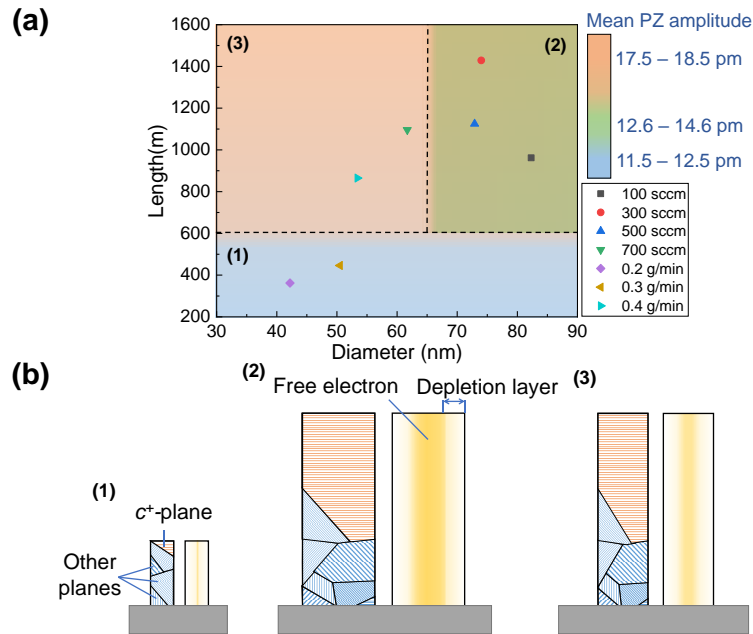 (a)
Mean PZ amplitude
17.5 – 18.5 pm
12.6 – 14.6 pm
11.5 – 12.5 pm
(3)
(2)
(1)
Length(m)
1600
1400
1200
1000
800
600
400
200
30
40
50
60
70
80
90
Diameter (nm)
100 sccm
300 sccm
500 sccm
700 sccm
0.2 g/min
0.3 g/min
0.4 g/min
(b)
(2)
Free electron
Depletion layer
(3)
(1)
c⁺-plane
Other
planes